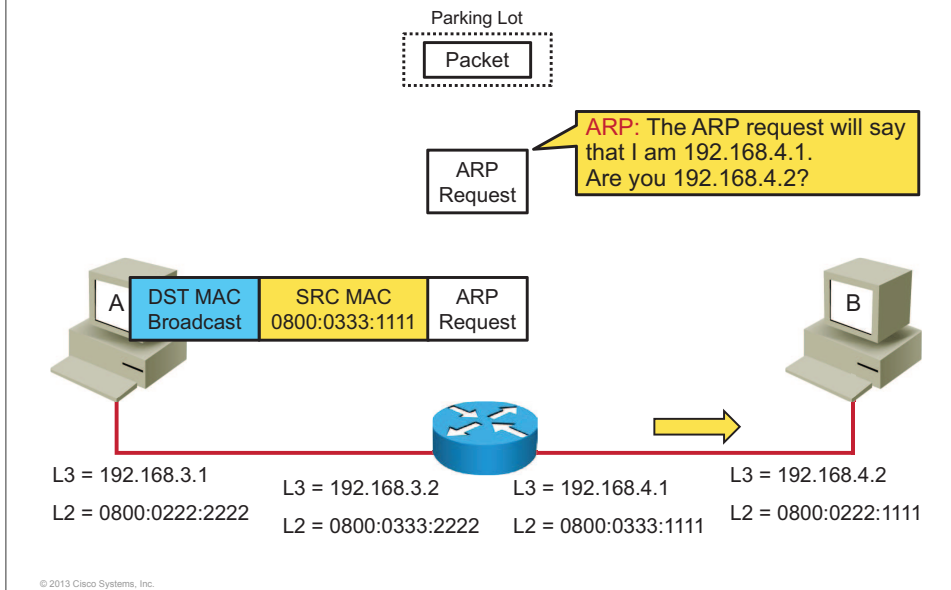 Parking Lot
Packet
ARP: The ARP request will say
that I am 192.168.4.1.
Are you 192.168.4.2?
ARP
Request
A
DST MAC
Broadcast
SRC MAC
0800:0333:1111
ARP
Request
B
L3 = 192.168.3.1
L2 = 0800:0222:2222
L3 = 192.168.3.2
L2 = 0800:0333:2222
L3 = 192.168.4.1
L2 = 0800:0333:1111
L3 = 192.168.4.2
L2 = 0800:0222:1111
© 2013 Cisco Systems, Inc.